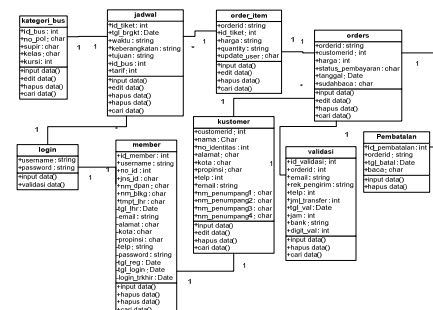 kategori_bus
*id_bus: int
+no_pol: char
+supir: char
+kelas: char
+kursi: int
+input data()
+edit data()
+hapus data()
+cari data()
jadwal
*id_tiket: int
+tgl_brgkt: Date
+waktu: string
+keberangkatan: string
+tujuan: string
+id_bus: int
+tarif: int
+input data()
+edit data()
+hapus data()
+cari data()
order_item
+orderid: string
+id_tiket: int
+harga: string
+quantity: string
+update_user: char
+input data()
+edit data()
+hapus data()
+cari data()
orders
+orderid: string
+customerid: int
+harga: int
+status_pembayaran: char
+tanggal: Date
+sudahbaca: char
+input data()
+edit data()
+hapus data()
+cari data()
login
*username: string
+password: string
+input data()
+validasi data()
member
*id_member: int
*username: string
+no_id: int
+jns_id: char
+nm_dpan: char
+nm_blkg: char
+tmpt_lhr: char
+tgl_lhr: Date
-email: string
-alamat: char
-kota: char
-propinsi: char
-telp: string
-password: string
-tgl_reg: Date
-tgl_login: Date
-login_trkhir: Date
+input data()
+hapus data()
+edit data()
+cari data()
kustomer
*customerid: int
+nama: Char
+no_identitas: int
+alamat: char
+kota: char
+propinsi: char
+telp: int
*email: string
+nm_penumpang1: char
+nm_penumpang2: char
+nm_penumpang3: char
+nm_penumpang4: char
+input data()
+edit data()
+hapus data()
+cari data()
validasi
+id_validasi: int
+orderid: int
+email: string
+rek_pengirim: string
+telp: int
+jml_transfer: int
+tgl_val: Date
+jam: int
+bank: string
+digit_val: int
+input data()
+edit data()
+hapus data()
+cari data()
Pembatalan
*id_pembatalan: int
+orderid: string
+tgl_batal: Date
+baca: char
+input data()
+hapus data()